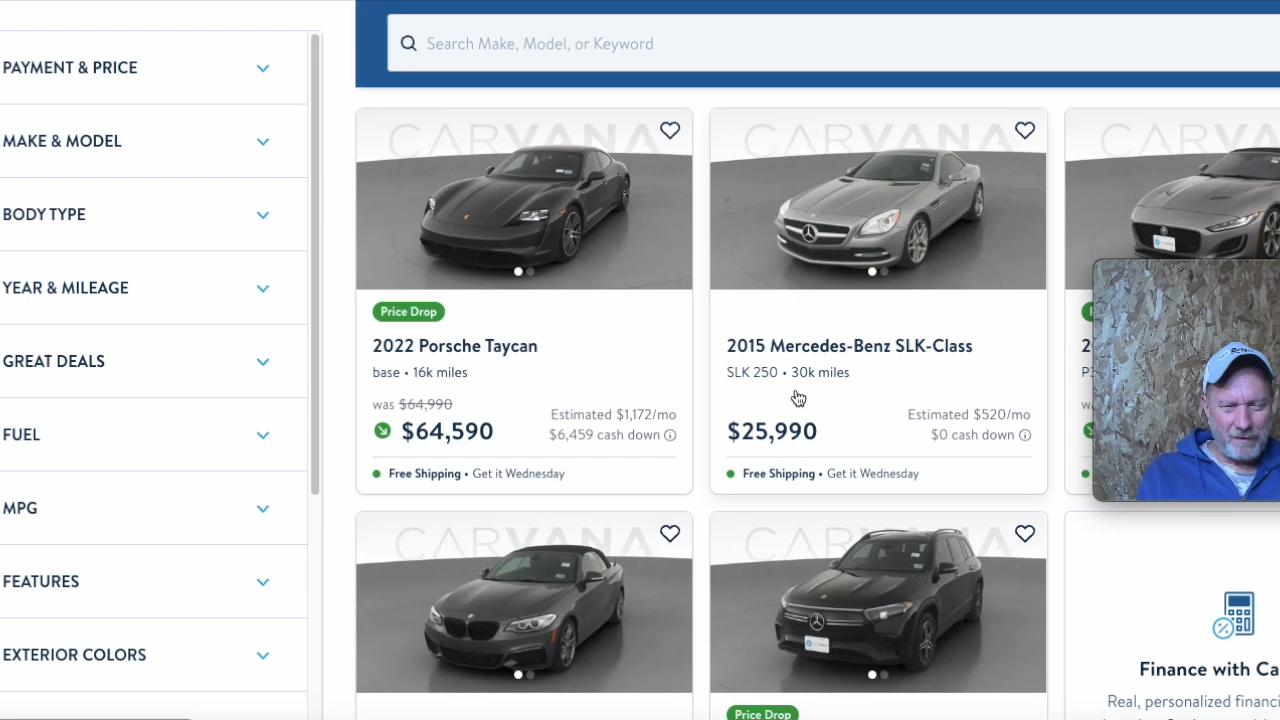 PAYMENT & PRICE
MAKE & MODEL
BODY TYPE
YEAR & MILEAGE
GREAT DEALS
FUEL
MPG
FEATURES
EXTERIOR COLORS
Search Make, Model, or Keyword
CARVANA
Price Drop
2022 Porsche Taycan
base • 16k miles
was $64,990
$64,590
Estimated $1,172/mo
$6,459 cash down
Free Shipping • Get it Wednesday
CARVANA
2015 Mercedes-Benz SLK-Class
SLK 250 • 30k miles
$25,990
Estimated $520/mo
$0 cash down
Free Shipping • Get it Wednesday
CARVANA
CARVANA
CARVANA
Price Drop
Finance with Ca
Real, personalized financi